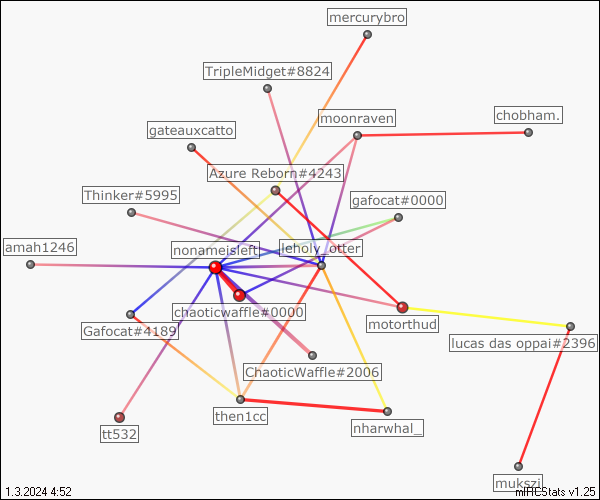 mercurybro
TripleMidget#8824
moonraven
chobham.
gateauxcatto
Azure Reborn#4243
Thinker#5995
gafocat#0000
amah1246
nonameisleft
leholy_otter
chaoticwaffle#0000
motorthud
Gafocat#4189
lucas das oppai#2396
ChaoticWaffle#2006
then1cc
nharwhal_
tt532
mukszi
1.3.2024 4:52
mIRCStats v1.25